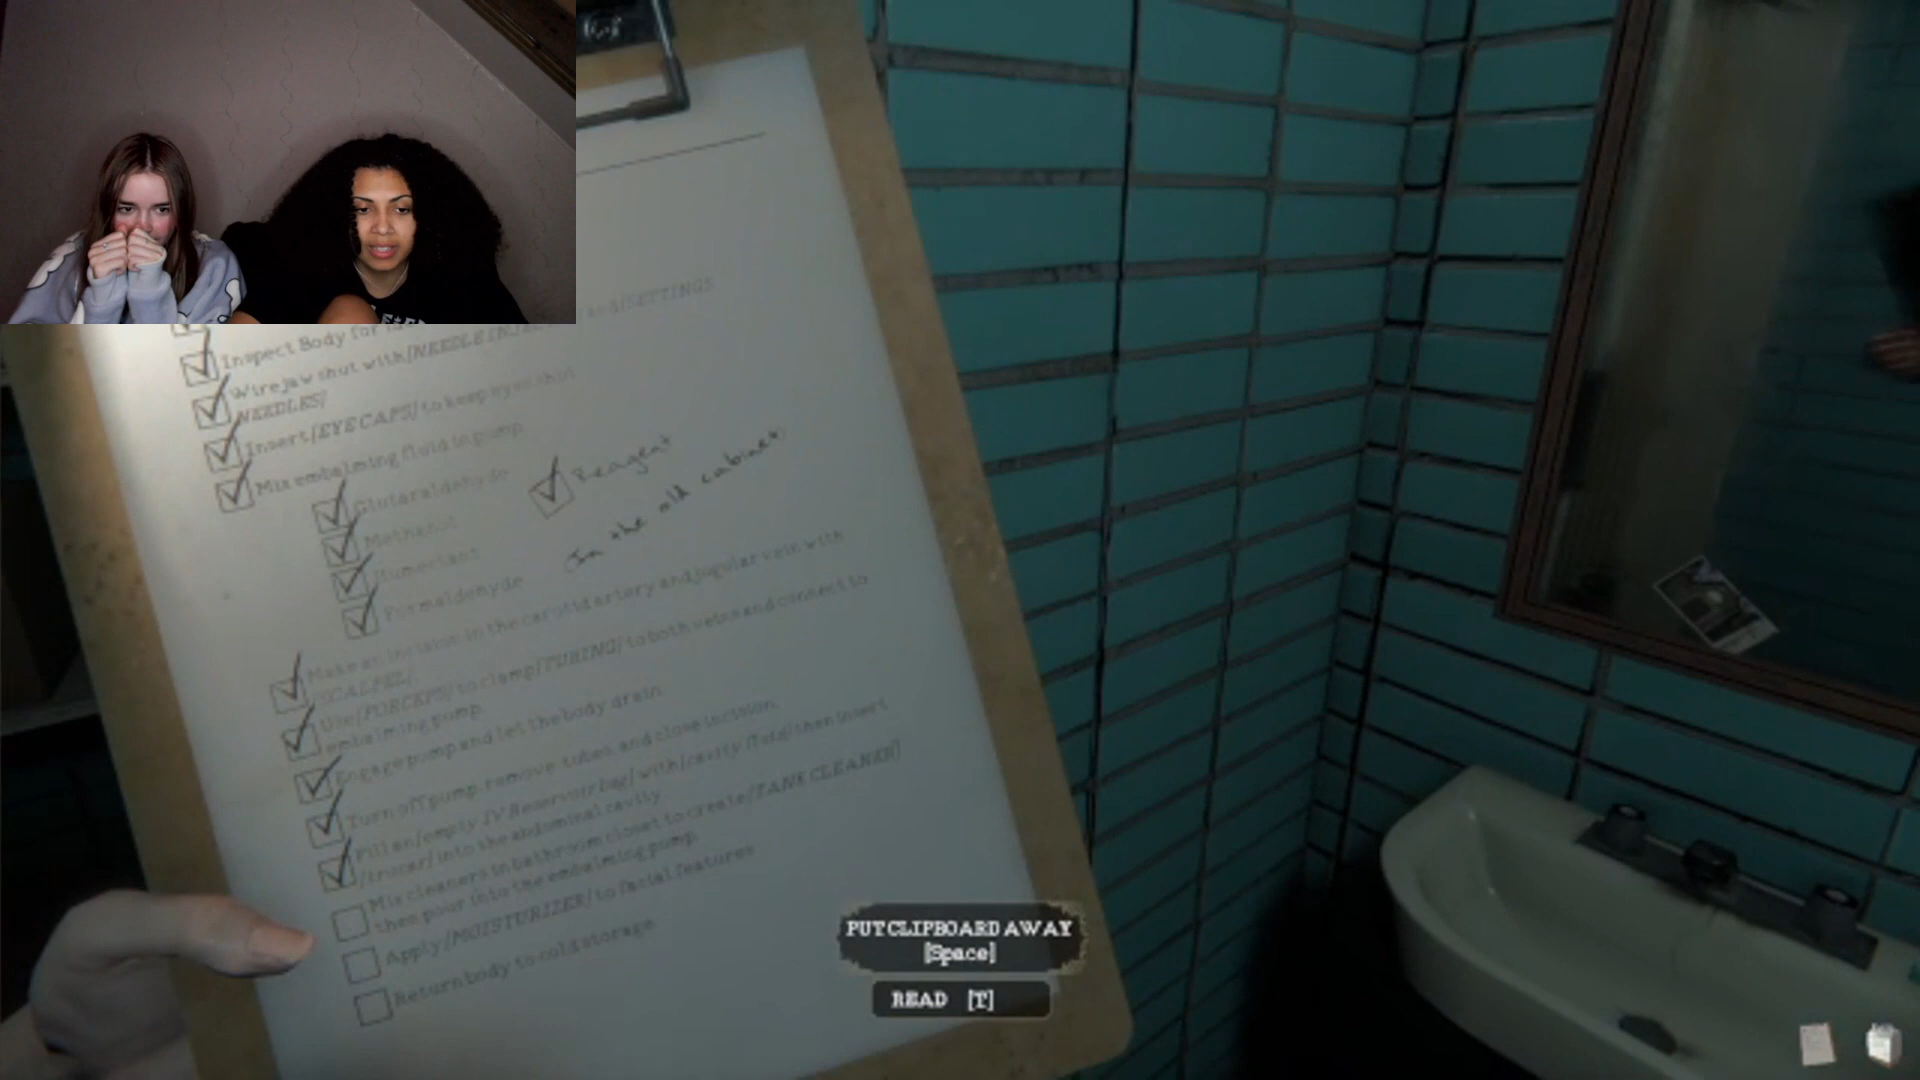 and/SETTINGS
Inspect Body for
Wire jaw shut with [NEEDLE INJECTOR
NEEDLES]
Insert [EYE CAPS] to keep eyes shut
Mix embalming fluid in pump
Glutaraldehyde
Reagent
Methanol
In the old cabinet
Humectant
Formaldehyde
Make an incision in the carotid artery and jugular vein with
[SCALPEL].
Use [FORCEPS] to clamp [TUBING] to both veins and connect to
embalming pump.
Engage pump and let the body drain
Turn off pump, remove tubes and close incision.
Fill an [empty IV Reservoir bag] with [cavity fluid] then insert
[trocar] into the abdominal cavity
Mix cleaners in bathroom closet to create [TANK CLEANER]
then pour into the embalming pump.
Apply [MOISTURIZER] to facial features
Return body to cold storage
PUT CLIPBOARD AWAY
[Space]
READ [T]